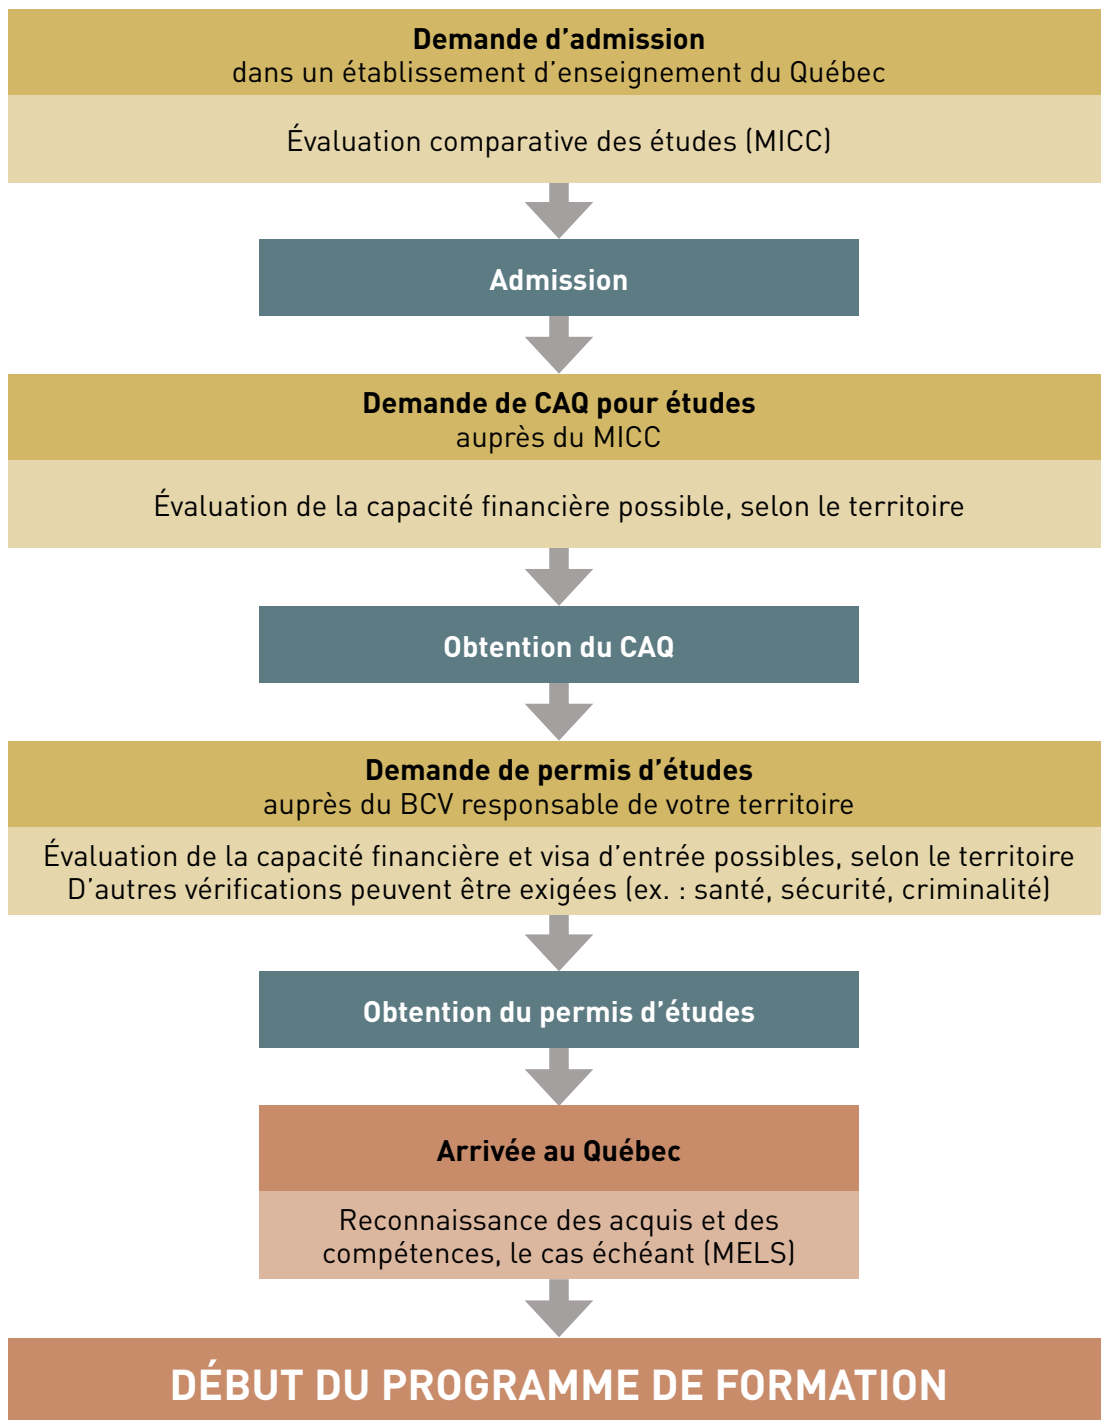 Demande d’admission
dans un établissement d’enseignement du Québec
Évaluation comparative des études (MICC)
Admission
Demande de CAQ pour études
auprès du MICC
Évaluation de la capacité financière possible, selon le territoire
Obtention du CAQ
Demande de permis d’études
auprès du BCV responsable de votre territoire
Évaluation de la capacité financière et visa d’entrée possibles, selon le territoire
D’autres vérifications peuvent être exigées (ex. : santé, sécurité, criminalité)
Obtention du permis d’études
Arrivée au Québec
Reconnaissance des acquis et des
compétences, le cas échéant (MELS)
DÉBUT DU PROGRAMME DE FORMATION